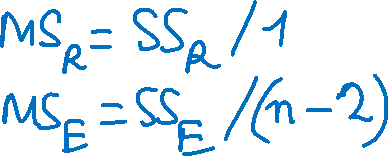 MS_R = SS_R / 1
MS_E = SS_E / (n - 2)